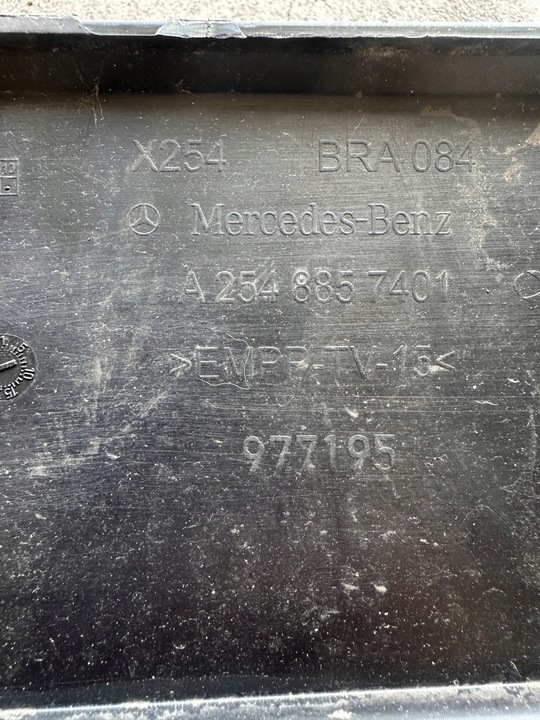 X254 BRA 084
Mercedes-Benz
A 254 885 7401
>EMPP-TV-15<
977195